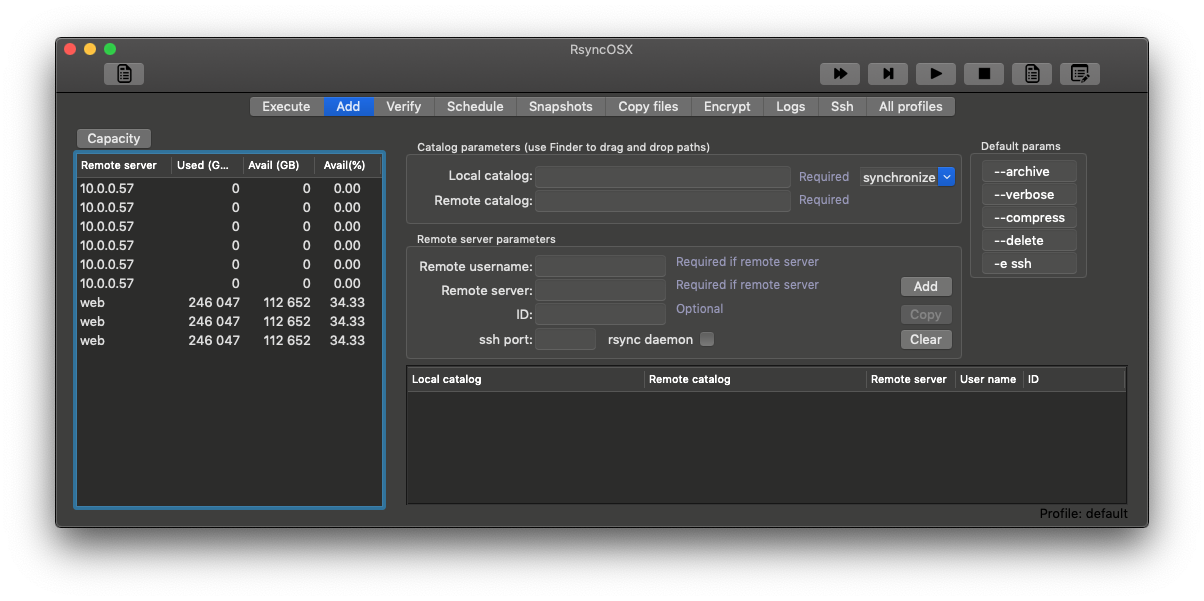 RsyncOSX
Execute Add Verify Schedule Snapshots Copy files Encrypt Logs Ssh All profiles
Capacity
Remote server Used (G... Avail (GB) Avail(%)
10.0.0.57 0 0 0.00
10.0.0.57 0 0 0.00
10.0.0.57 0 0 0.00
10.0.0.57 0 0 0.00
10.0.0.57 0 0 0.00
10.0.0.57 0 0 0.00
web 246 047 112 652 34.33
web 246 047 112 652 34.33
web 246 047 112 652 34.33
Catalog parameters (use Finder to drag and drop paths)
Local catalog: Required synchronize
Remote catalog: Required
Remote server parameters
Remote username: Required if remote server
Remote server: Required if remote server
ID: Optional
ssh port: rsync daemon
Add
Copy
Clear
Default params
--archive
--verbose
--compress
--delete
-e ssh
Local catalog Remote catalog Remote server User name ID
Profile: default